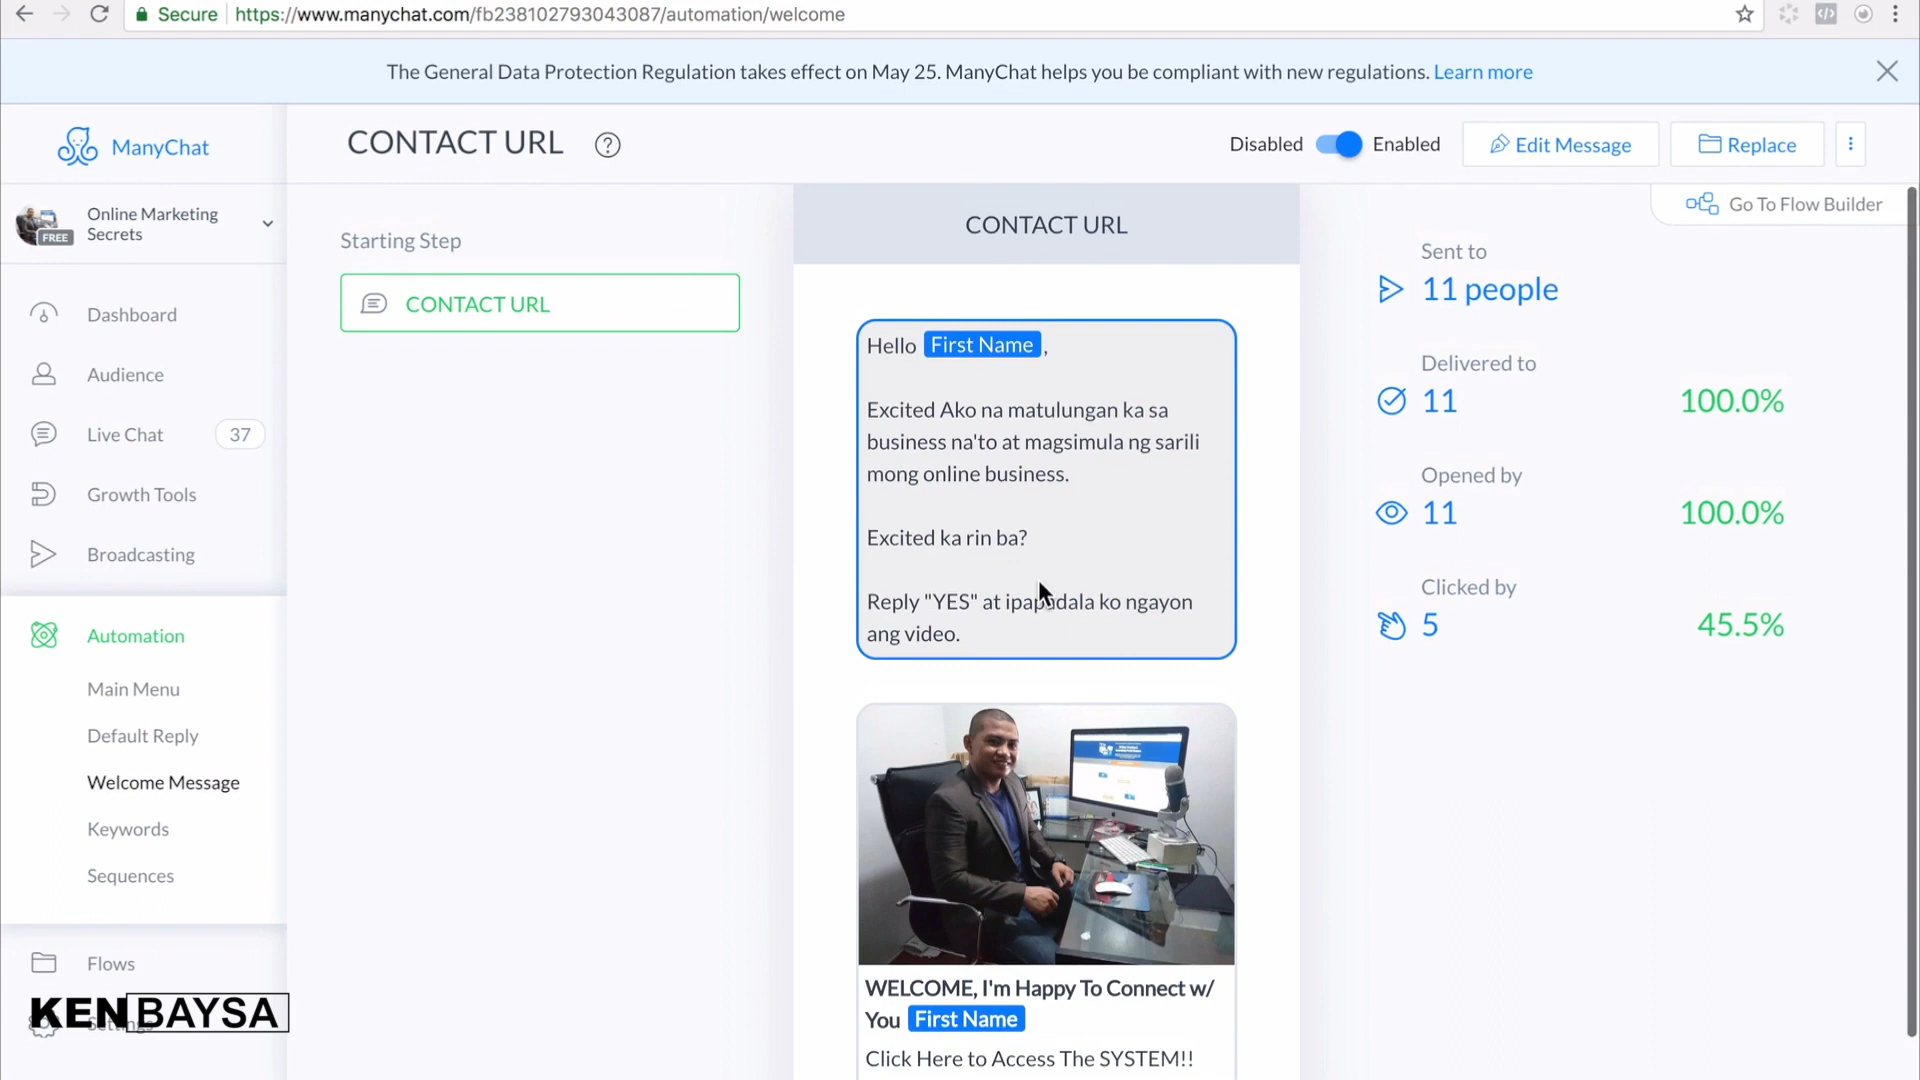 Secure https://www.manychat.com/fb238102793043087/automation/welcome
The General Data Protection Regulation takes effect on May 25. ManyChat helps you be compliant with new regulations. Learn more
ManyChat
CONTACT URL ?
Disabled Enabled
Edit Message
Replace
Go To Flow Builder
Online Marketing
Secrets
FREE
Dashboard
Audience
Live Chat 37
Growth Tools
Broadcasting
Automation
Main Menu
Default Reply
Welcome Message
Keywords
Sequences
Flows
Settings
KENBAYSA
Starting Step
CONTACT URL
CONTACT URL
Hello First Name ,
Excited Ako na matulungan ka sa
business na'to at magsimula ng sarili
mong online business.
Excited ka rin ba?
Reply "YES" at ipapadala ko ngayon
ang video.
WELCOME, I'm Happy To Connect w/
You First Name
Click Here to Access The SYSTEM!!
Sent to
11 people
Delivered to
11 100.0%
Opened by
11 100.0%
Clicked by
5 45.5%